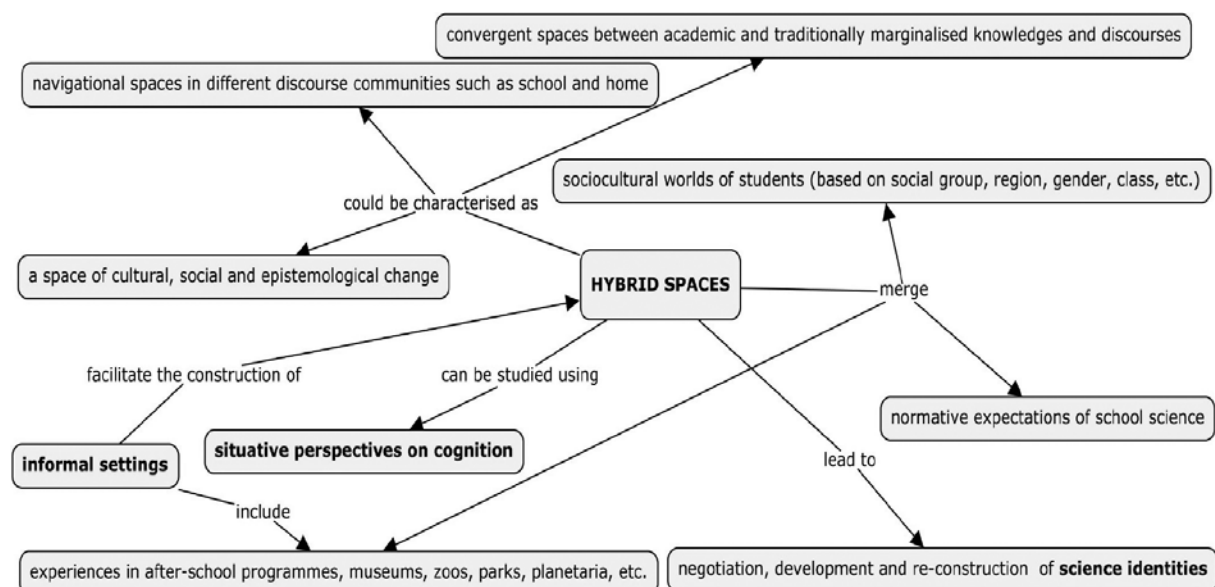 convergent spaces between academic and traditionally marginalised knowledges and discourses
navigational spaces in different discourse communities such as school and home
sociocultural worlds of students (based on social group, region, gender, class, etc.)
could be characterised as
a space of cultural, social and epistemological change
HYBRID SPACES
merge
facilitate the construction of
can be studied using
normative expectations of school science
situative perspectives on cognition
informal settings
lead to
include
experiences in after-school programmes, museums, zoos, parks, planetaria, etc.
negotiation, development and re-construction of science identities